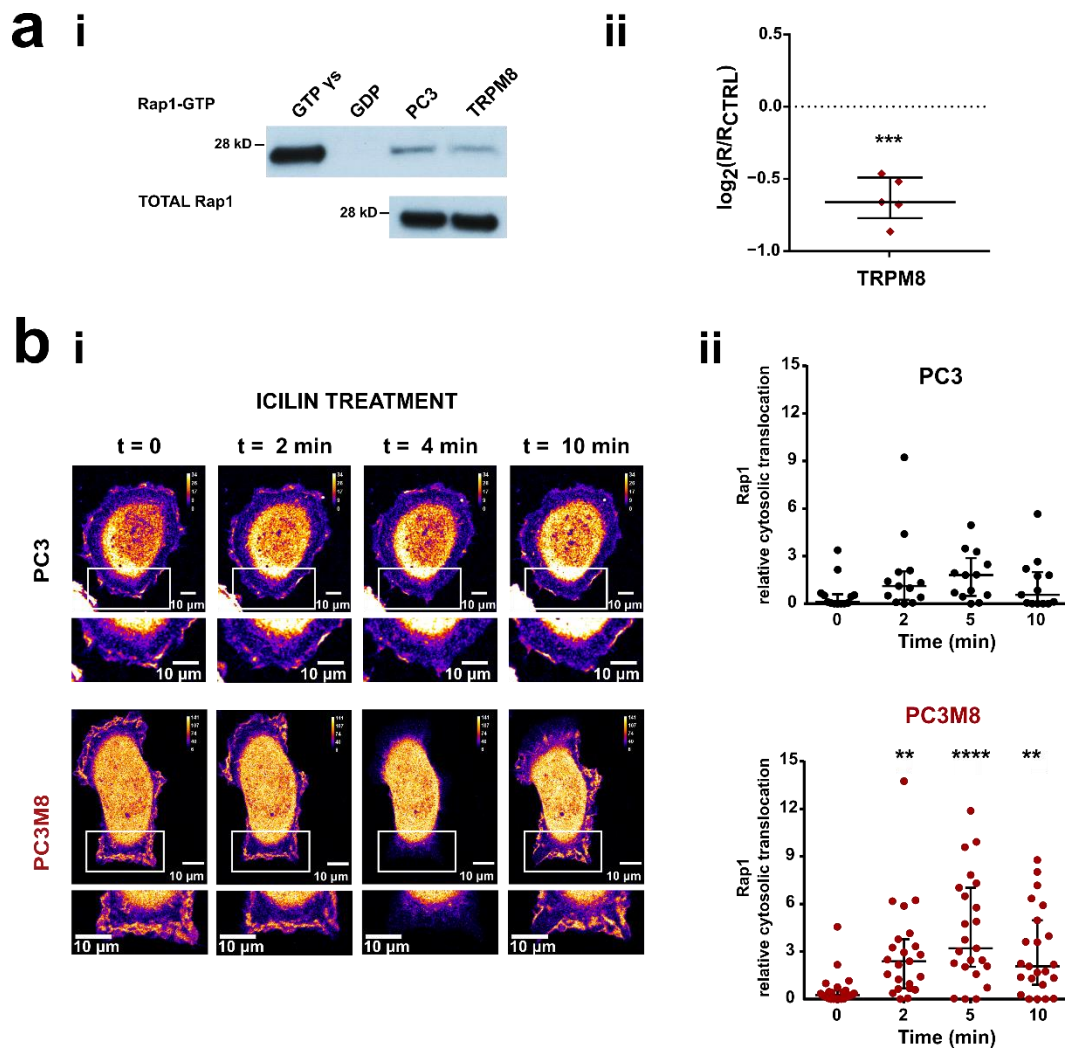 a i
Rap1-GTP
GTP γs GDP PC3 TRPM8
28 kD
TOTAL Rap1
28 kD
ii
log2(R/RCTRL)
0.0
***
−0.5
−1.0
TRPM8
b i
ICILIN TREATMENT
t = 0 t = 2 min t = 4 min t = 10 min
PC3
10 µm 10 µm 10 µm 10 µm
10 µm 10 µm 10 µm 10 µm
PC3M8
10 µm 10 µm 10 µm 10 µm
10 µm 10 µm 10 µm 10 µm
ii
PC3
Rap1
relative cytosolic translocation
15
12
9
6
3
0
0 2 5 10
Time (min)
PC3M8
** **** **
Rap1
relative cytosolic translocation
15
12
9
6
3
0
0 2 5 10
Time (min)